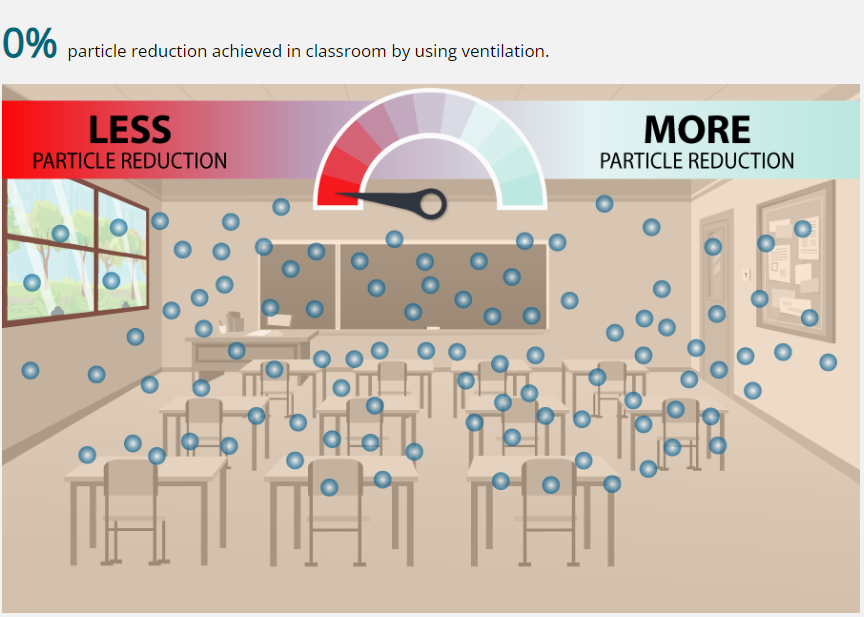 0% particle reduction achieved in classroom by using ventilation.
LESS
PARTICLE REDUCTION
MORE
PARTICLE REDUCTION